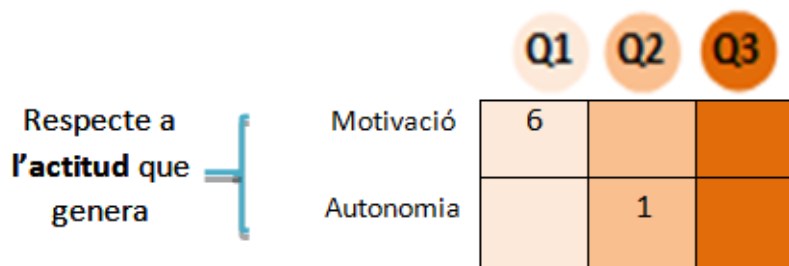 Q1 Q2 Q3
Respecte a
l'actitud que
genera
Motivació 6
Autonomia 1